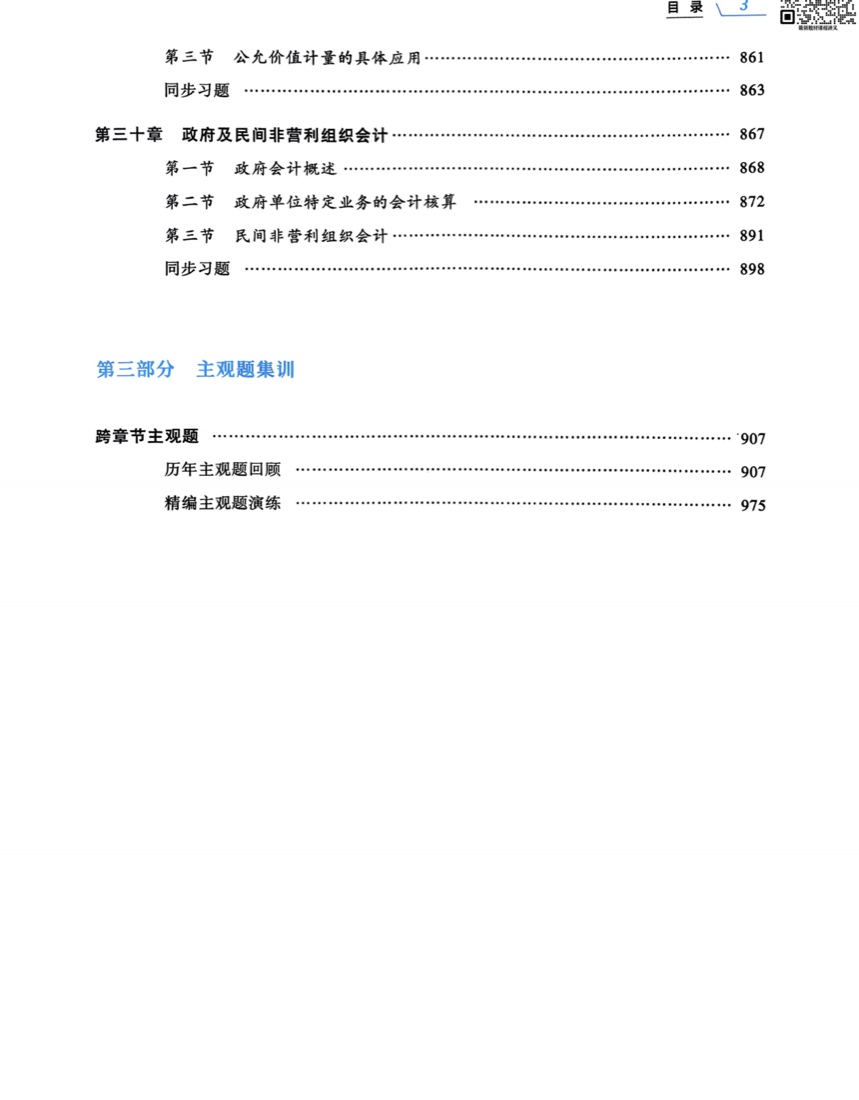 目 录 3
第三节 公允价值计量的具体应用………………………………………… 861
同步习题 ………………………………………………………………… 863
第三十章 政府及民间非营利组织会计…………………………………………… 867
第一节 政府会计概述…………………………………………………… 868
第二节 政府单位特定业务的会计核算 ………………………………… 872
第三节 民间非营利组织会计…………………………………………… 891
同步习题 ………………………………………………………………… 898
第三部分 主观题集训
跨章节主观题 ……………………………………………………………………… 907
历年主观题回顾 ………………………………………………………… 907
精编主观题演练 ………………………………………………………… 975